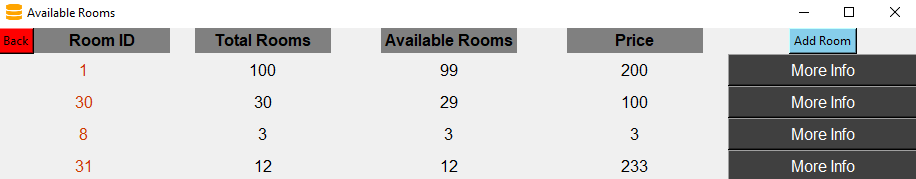 Available Rooms
Back Room ID Total Rooms Available Rooms Price Add Room
1 100 99 200 More Info
30 30 29 100 More Info
8 3 3 3 More Info
31 12 12 233 More Info